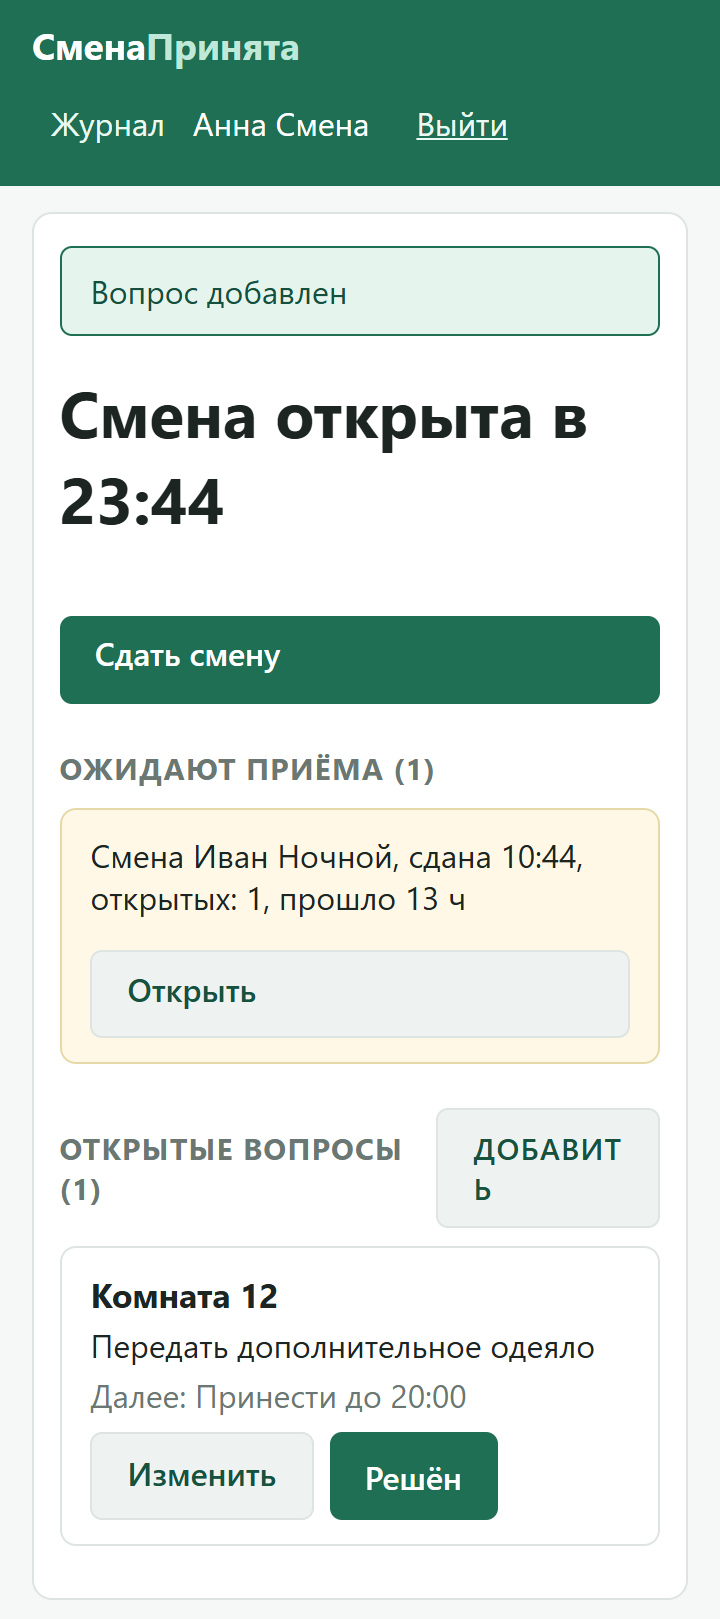 СменаПринята
Журнал Анна Смена Выйти
Вопрос добавлен
Смена открыта в
23:44
Сдать смену
ОЖИДАЮТ ПРИЁМА (1)
Смена Иван Ночной, сдана 10:44,
открытых: 1, прошло 13 ч
Открыть
ОТКРЫТЫЕ ВОПРОСЫ
(1)
ДОБАВИТ
Ь
Комната 12
Передать дополнительное одеяло
Далее: Принести до 20:00
Изменить Решён